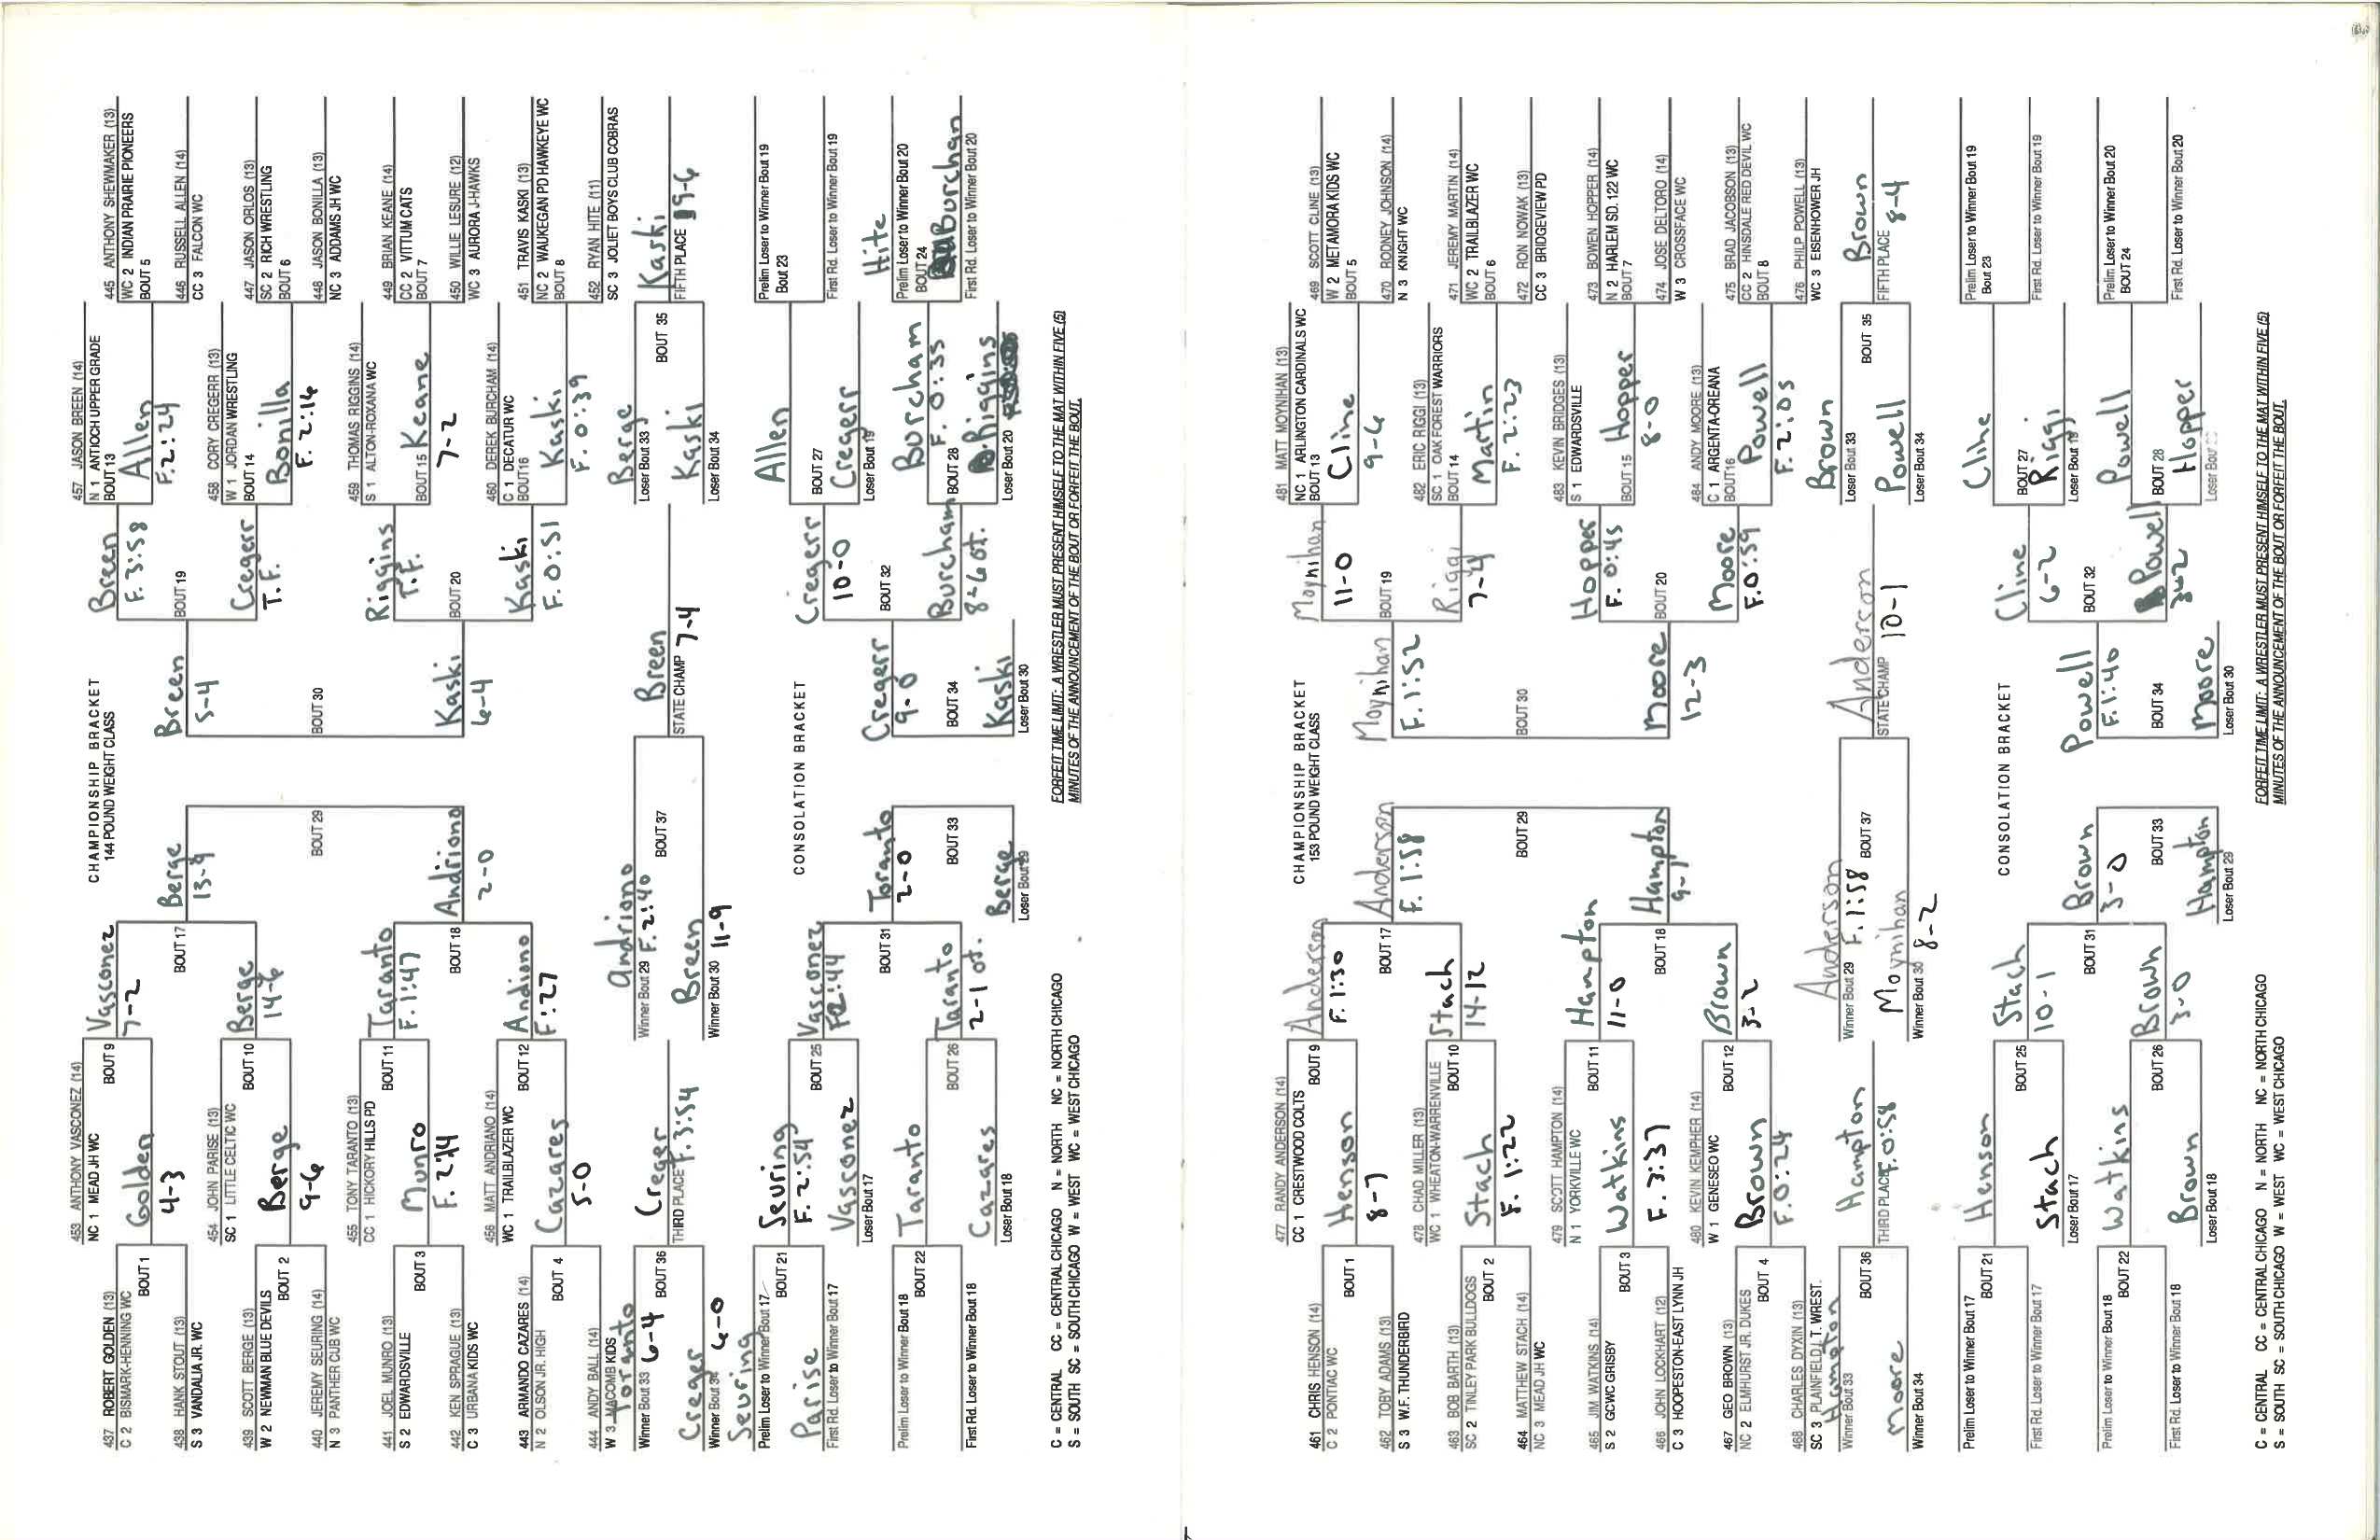 CHAMPIONSHIP BRACKET
144 POUND WEIGHT CLASS
437 ROBERT GOLDEN (13)
C 2 BISMARK-HENNING WC
BOUT 1
438 HANK STOUT (13)
S 3 VANDALIA JR. WC
439 SCOTT BERGE (13)
W 2 NEWMAN BLUE DEVILS
BOUT 2
440 JEREMY SEURING (14)
N 3 PANTHER CUB WC
441 JOEL MUNRO (13)
S 2 EDWARDSVILLE
BOUT 3
442 KEN SPRAGUE (13)
C 3 URBANA KIDS WC
443 ARMANDO CAZARES (14)
N 2 OLSON JR. HIGH
BOUT 4
444 ANDY BALL (14)
W 3 MACOMB KIDS
453 ANTHONY VASCONEZ (14)
NC 1 MEAD JH WC
BOUT 9
Golden
4-3
454 JOHN PARISE (13)
SC 1 LITTLE CELTIC WC
BOUT 10
Berge
9-6
455 TONY TARANTO (13)
CC 1 HICKORY HILLS PD
BOUT 11
Munro
F. 2:14
456 MATT ANDRIANO (14)
WC 1 TRAILBLAZER WC
BOUT 12
Cazares
5-0
Vasconez
7-2
BOUT 17
Berge
14-6
Taranto
F. 1:47
BOUT 18
Andiono
F:27
Berge
13-9
BOUT 29
Andriono
2-0
Breen
5-4
BOUT 30
Kaski
6-4
Breen
F. 3:58
BOUT 19
Cregerr
T.F.
Riggins
T.F.
BOUT 20
Kaski
F. 0:51
457 JASON BREEN (14)
N 1 ANTIOCH UPPER GRADE
BOUT 13
Allen
F. 2:24
458 CORY CREGERR (13)
W 1 JORDAN WRESTLING
BOUT 14
Bonilla
F. 2:16
459 THOMAS RIGGINS (14)
S 1 ALTON-ROXANA WC
BOUT 15
Keane
7-2
460 DEREK BURCHAM (14)
C 1 DECATUR WC
BOUT16
Kaski
F. 0:39
445 ANTHONY SHEWMAKER (13)
WC 2 INDIAN PRAIRIE PIONEERS
BOUT 5
446 RUSSELL ALLEN (14)
CC 3 FALCON WC
447 JASON ORLOS (13)
SC 2 RICH WRESTLING
BOUT 6
448 JASON BONILLA (13)
NC 3 ADDAMS JH WC
449 BRIAN KEANE (14)
CC 2 VITTUM CATS
BOUT 7
450 WILLIE LESURE (12)
WC 3 AURORA J-HAWKS
451 TRAVIS KASKI (13)
NC 2 WAUKEGAN PD HAWKEYE WC
BOUT 8
452 RYAN HITE (11)
SC 3 JOLIET BOYS CLUB COBRAS
Toranto
Winner Bout 33 6-4
BOUT 36
Creger
Winner Bout 34 6-0
Creger
THIRD PLACE F. 3:54
Andriono
Winner Bout 29 F. 2:40
BOUT 37
Breen
Winner Bout 30 11-9
Breen
STATE CHAMP 7-4
Berge
Loser Bout 33
BOUT 35
Kaski
Loser Bout 34
Kaski
FIFTH PLACE 9-6
CONSOLATION BRACKET
Seuring
Prelim Loser to Winner Bout 17
BOUT 21
Parise
First Rd. Loser to Winner Bout 17
Prelim Loser to Winner Bout 18
BOUT 22
First Rd. Loser to Winner Bout 18
Seuring
F. 2:54
BOUT 25
Vasconez
Loser Bout 17
Taranto
BOUT 26
Cazares
Loser Bout 18
Vasconez
F2:44
BOUT 31
Taranto
2-1 ot.
Toranto
2-0
BOUT 33
Berge
Loser Bout 29
Cregerr
9-0
BOUT 34
Kaski
Loser Bout 30
Cregerr
10-0
BOUT 32
Burcham
8-6 ot.
Allen
BOUT 27
Cregerr
Loser Bout 19
Burcham
BOUT 28 F. 0:35
Riggins
Loser Bout 20
Prelim Loser to Winner Bout 19
Bout 23
First Rd. Loser to Winner Bout 19
Hite
Prelim Loser to Winner Bout 20
BOUT 24
Burchan
First Rd. Loser to Winner Bout 20
C = CENTRAL CC = CENTRAL CHICAGO N = NORTH NC = NORTH CHICAGO
S = SOUTH SC = SOUTH CHICAGO W = WEST WC = WEST CHICAGO
FORFEIT TIME LIMIT: A WRESTLER MUST PRESENT HIMSELF TO THE MAT WITHIN FIVE (5)
MINUTES OF THE ANNOUNCEMENT OF THE BOUT OR FORFEIT THE BOUT.
CHAMPIONSHIP BRACKET
153 POUND WEIGHT CLASS
461 CHRIS HENSON (14)
C 2 PONTIAC WC
BOUT 1
462 TOBY ADAMS (13)
S 3 W.F. THUNDERBIRD
463 BOB BARTH (13)
SC 2 TINLEY PARK BULLDOGS
BOUT 2
464 MATTHEW STACH (14)
NC 3 MEAD JH WC
465 JIM WATKINS (14)
S 2 GCWC GRISBY
BOUT 3
466 JOHN LOCKHART (12)
C 3 HOOPESTON-EAST LYNN JH
467 GEO BROWN (13)
NC 2 ELMHURST JR. DUKES
BOUT 4
468 CHARLES DYXIN (13)
SC 3 PLAINFIELD J.T. WREST.
477 RANDY ANDERSON (14)
CC 1 CRESTWOOD COLTS
BOUT 9
Henson
8-7
478 CHAD MILLER (13)
WC 1 WHEATON-WARRENVILLE
BOUT 10
Stach
F. 1:22
479 SCOTT HAMPTON (14)
N 1 YORKVILLE WC
BOUT 11
Watkins
F. 3:37
480 KEVIN KEMPHER (14)
W 1 GENESEO WC
BOUT 12
Brown
F. 0:24
Anderson
F. 1:30
BOUT 17
Stach
14-12
Hampton
11-0
BOUT 18
Brown
3-2
Anderson
F. 1:58
BOUT 29
Hampton
9-1
Moynihan
F. 1:52
BOUT 30
Moore
12-3
Moynihan
11-0
BOUT 19
Riggi
7-4
Hopper
F. 0:45
BOUT 20
Moore
F. 0:59
481 MATT MOYNIHAN (13)
NC 1 ARLINGTON CARDINALS WC
BOUT 13
Cline
9-6
482 ERIC RIGGI (13)
SC 1 OAK FOREST WARRIORS
BOUT 14
Martin
F. 2:23
483 KEVIN BRIDGES (13)
S 1 EDWARDSVILLE
BOUT 15
Hopper
8-0
484 ANDY MOORE (13)
C 1 ARGENTA-OREANA
BOUT16
Powell
F. 2:05
469 SCOTT CLINE (13)
W 2 METAMORA KIDS WC
BOUT 5
470 RODNEY JOHNSON (14)
N 3 KNIGHT WC
471 JEREMY MARTIN (14)
WC 2 TRAILBLAZER WC
BOUT 6
472 RON NOWAK (13)
CC 3 BRIDGEVIEW PD
473 BOWEN HOPPER (14)
N 2 HARLEM SD. 122 WC
BOUT 7
474 JOSE DELTORO (14)
W 3 CROSSFACE WC
475 BRAD JACOBSON (13)
CC 2 HINSDALE RED DEVIL WC
BOUT 8
476 PHILP POWELL (13)
WC 3 EISENHOWER JH
Hampton
Winner Bout 33
BOUT 36
Moore
Winner Bout 34
Hampton
THIRD PLACE F. 0:58
Anderson
Winner Bout 29 F. 1:58
BOUT 37
Moynihan
Winner Bout 30 8-2
Anderson
STATE CHAMP 10-1
Brown
Loser Bout 33
BOUT 35
Powell
Loser Bout 34
Brown
FIFTH PLACE 8-4
CONSOLATION BRACKET
Prelim Loser to Winner Bout 17
BOUT 21
First Rd. Loser to Winner Bout 17
Prelim Loser to Winner Bout 18
BOUT 22
First Rd. Loser to Winner Bout 18
Henson
BOUT 25
Stach
Loser Bout 17
Watkins
BOUT 26
Brown
Loser Bout 18
Stach
10-1
BOUT 31
Brown
3-0
Brown
3-0
BOUT 33
Hampton
Loser Bout 29
Powell
F. 1:40
BOUT 34
Moore
Loser Bout 30
Cline
6-2
BOUT 32
Powell
3-2
Cline
BOUT 27
Riggi
Loser Bout 19
Powell
BOUT 28
Hopper
Loser Bout 20
Prelim Loser to Winner Bout 19
Bout 23
First Rd. Loser to Winner Bout 19
Prelim Loser to Winner Bout 20
BOUT 24
First Rd. Loser to Winner Bout 20
C = CENTRAL CC = CENTRAL CHICAGO N = NORTH NC = NORTH CHICAGO
S = SOUTH SC = SOUTH CHICAGO W = WEST WC = WEST CHICAGO
FORFEIT TIME LIMIT: A WRESTLER MUST PRESENT HIMSELF TO THE MAT WITHIN FIVE (5)
MINUTES OF THE ANNOUNCEMENT OF THE BOUT OR FORFEIT THE BOUT.